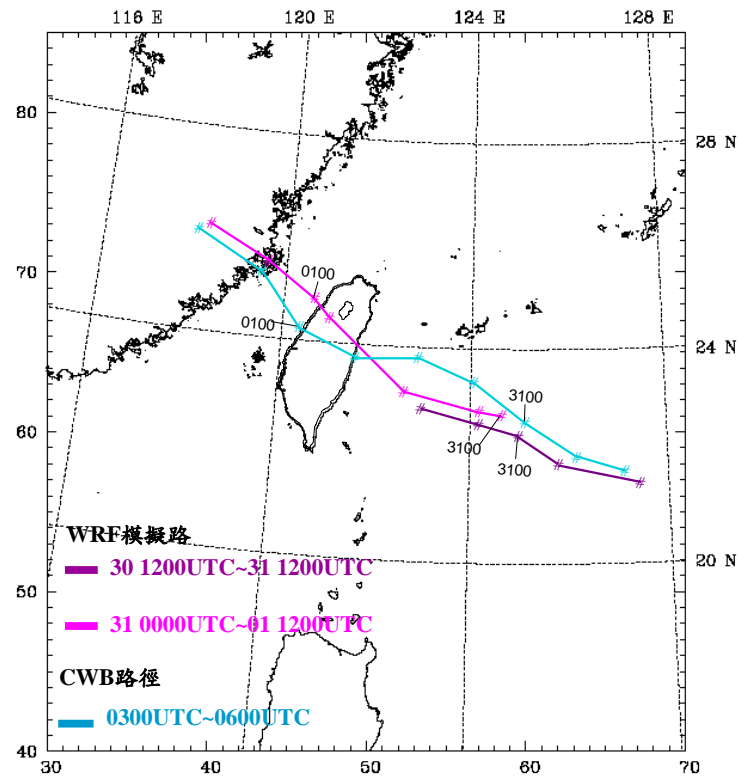 116 E 120 E 124 E 128 E
80
28 N
70
0100
0100
24 N
3100
60
3100
3100
WRF模擬路
30 1200UTC~31 1200UTC
20 N
50
31 0000UTC~01 1200UTC
CWB路徑
0300UTC~0600UTC
40
30 40 50 60 70